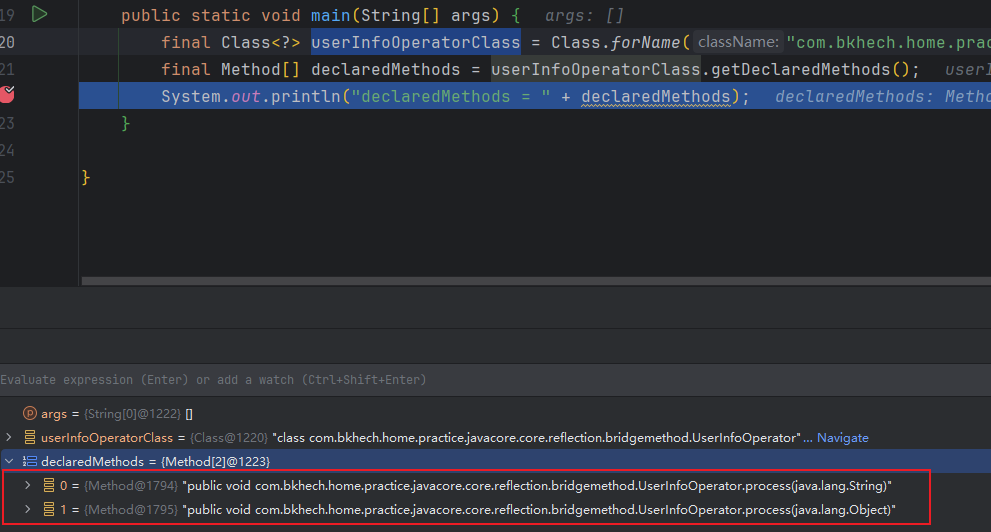 19 public static void main(String[] args) { args: []
20 final Class<?> userInfoOperatorClass = Class.forName( className: "com.bkhech.home.prac
21 final Method[] declaredMethods = userInfoOperatorClass.getDeclaredMethods(); userI
System.out.println("declaredMethods = " + declaredMethods); declaredMethods: Metho
23 }
24
25 }
Evaluate expression (Enter) or add a watch (Ctrl+Shift+Enter)
p args = {String[0]@1222} []
userInfoOperatorClass = {Class@1220} "class com.bkhech.home.practice.javacore.core.reflection.bridgemethod.UserInfoOperator"... Navigate
declaredMethods = {Method[2]@1223}
0 = {Method@1794} "public void com.bkhech.home.practice.javacore.core.reflection.bridgemethod.UserInfoOperator.process(java.lang.String)"
1 = {Method@1795} "public void com.bkhech.home.practice.javacore.core.reflection.bridgemethod.UserInfoOperator.process(java.lang.Object)"